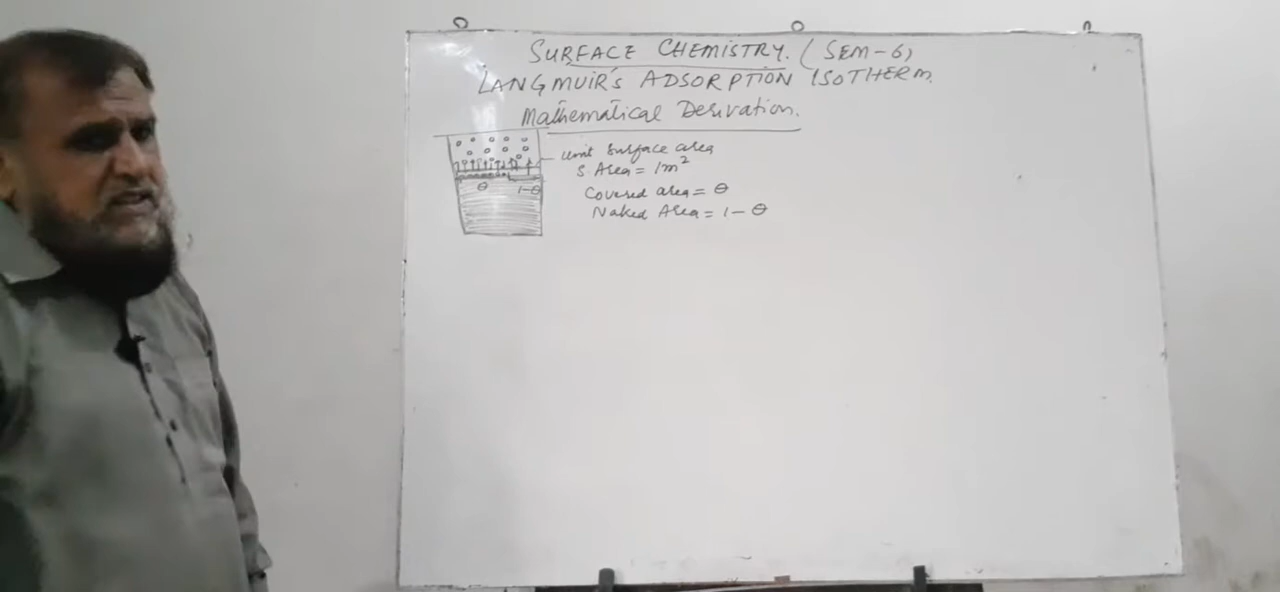 SURFACE CHEMISTRY. (SEM-6)
LANGMUIR'S ADSORPTION ISOTHERM.
Mathematical Derivation.
unit surface area
S. Area = 1m²
Covered area = θ
Naked Area = 1-θ
θ 1-θ